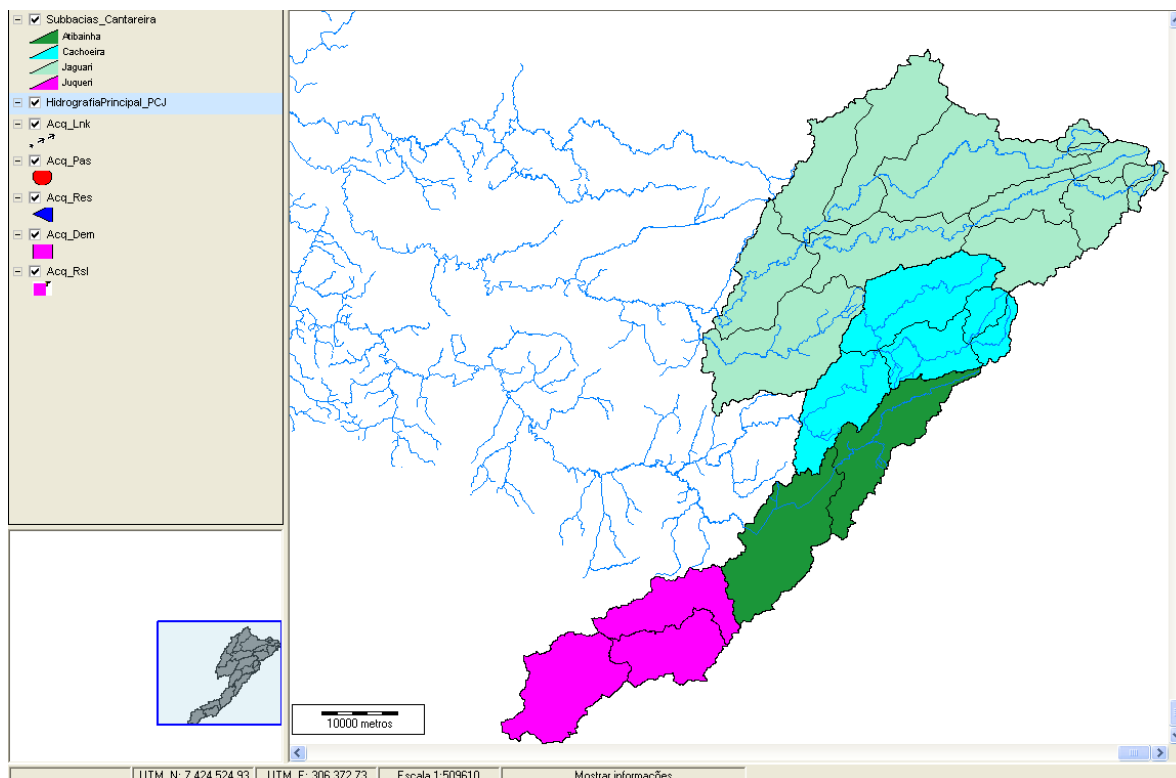 Subbacias_Cantareira
Atibainha
Cachoeira
Jaguari
Juqueri
HidrografiaPrincipal_PCJ
Acq_Lnk
Acq_Pas
Acq_Res
Acq_Dem
Acq_Rsl
10000 metros
UTM N: 7.424.524,93 UTM E: 306.372,73 Escala 1:509610 Mostrar informações